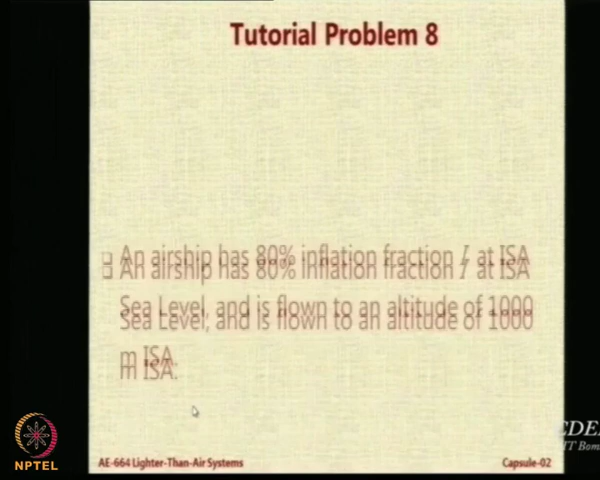 Tutorial Problem 8
An airship has 80% inflation fraction I at ISA
Sea Level, and is flown to an altitude of 1000
m ISA.
NPTEL
AE-664 Lighter-Than-Air Systems
Capsule-02